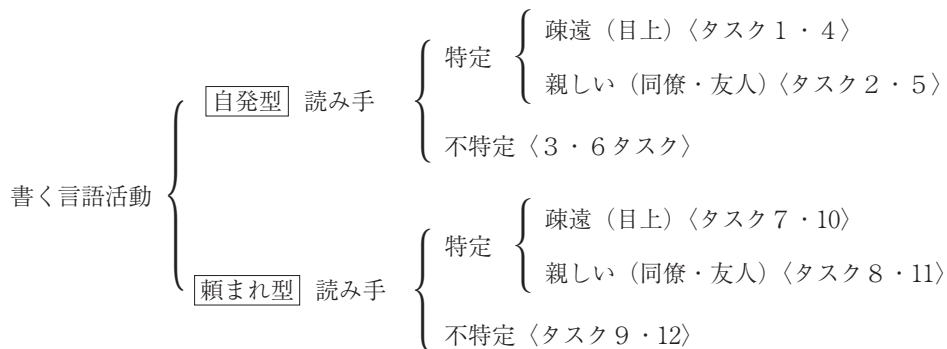 疎遠（目上）〈タスク１・４〉
特定
親しい（同僚・友人）〈タスク２・５〉
自発型 読み手
不特定〈３・６タスク〉
書く言語活動
疎遠（目上）〈タスク７・10〉
特定
親しい（同僚・友人）〈タスク８・11〉
頼まれ型 読み手
不特定〈タスク９・12〉